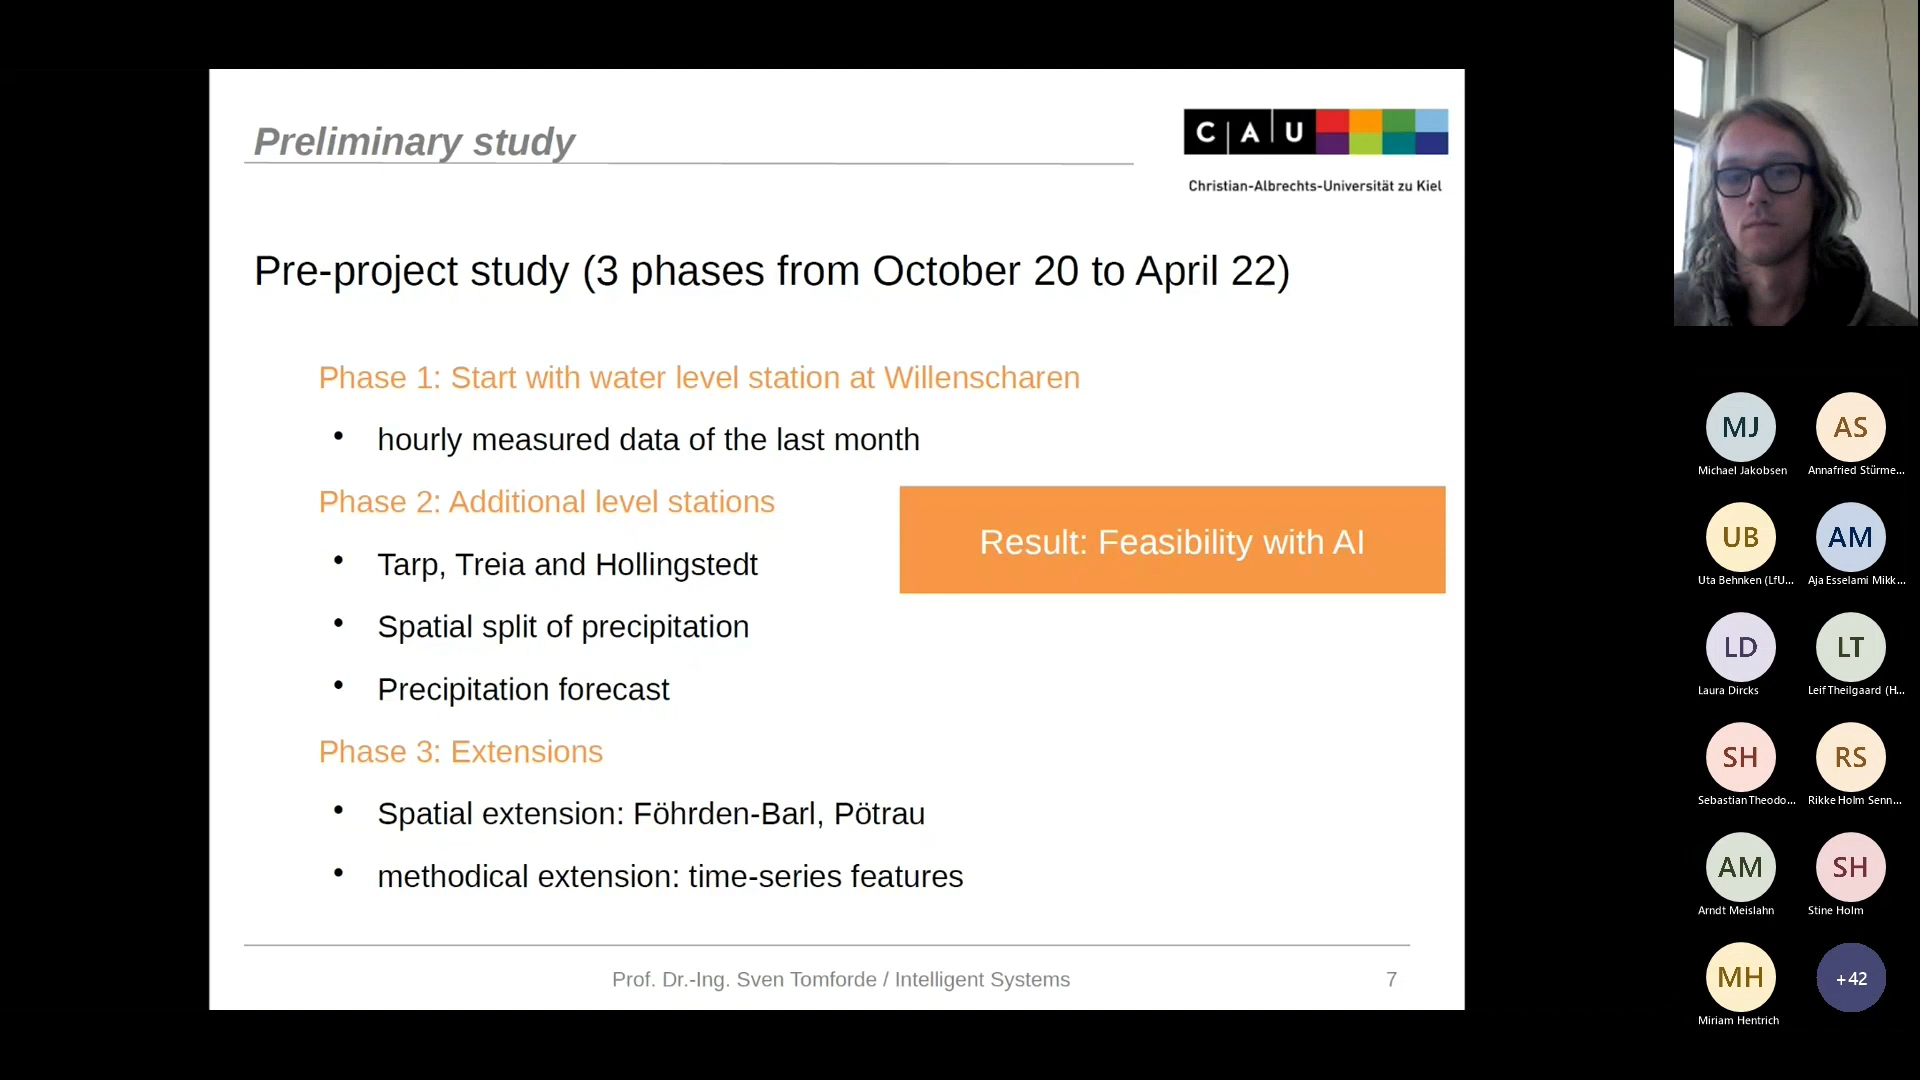 Preliminary study
C A U
Christian-Albrechts-Universität zu Kiel
Pre-project study (3 phases from October 20 to April 22)
Phase 1: Start with water level station at Willenscharen
• hourly measured data of the last month
Phase 2: Additional level stations
• Tarp, Treia and Hollingstedt
• Spatial split of precipitation
• Precipitation forecast
Result: Feasibility with AI
Phase 3: Extensions
• Spatial extension: Föhrden-Barl, Pötrau
• methodical extension: time-series features
Prof. Dr.-Ing. Sven Tomforde / Intelligent Systems
7
MJ AS
Michael Jakobsen Annafried Stürme...
UB AM
Uta Behnken (LfU... Aja Esselami Mikk...
LD LT
Laura Dircks Leif Theilgaard (H...
SH RS
Sebastian Theodo... Rikke Holm Senn...
AM SH
Arndt Meislahn Stine Holm
MH +42
Miriam Hentrich